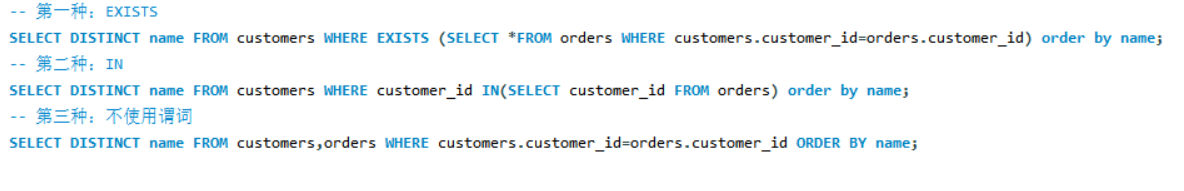 -- 第一种：EXISTS
SELECT DISTINCT name FROM customers WHERE EXISTS (SELECT *FROM orders WHERE customers.customer_id=orders.customer_id) order by name;
-- 第二种：IN
SELECT DISTINCT name FROM customers WHERE customer_id IN(SELECT customer_id FROM orders) order by name;
-- 第三种：不使用谓词
SELECT DISTINCT name FROM customers,orders WHERE customers.customer_id=orders.customer_id ORDER BY name;